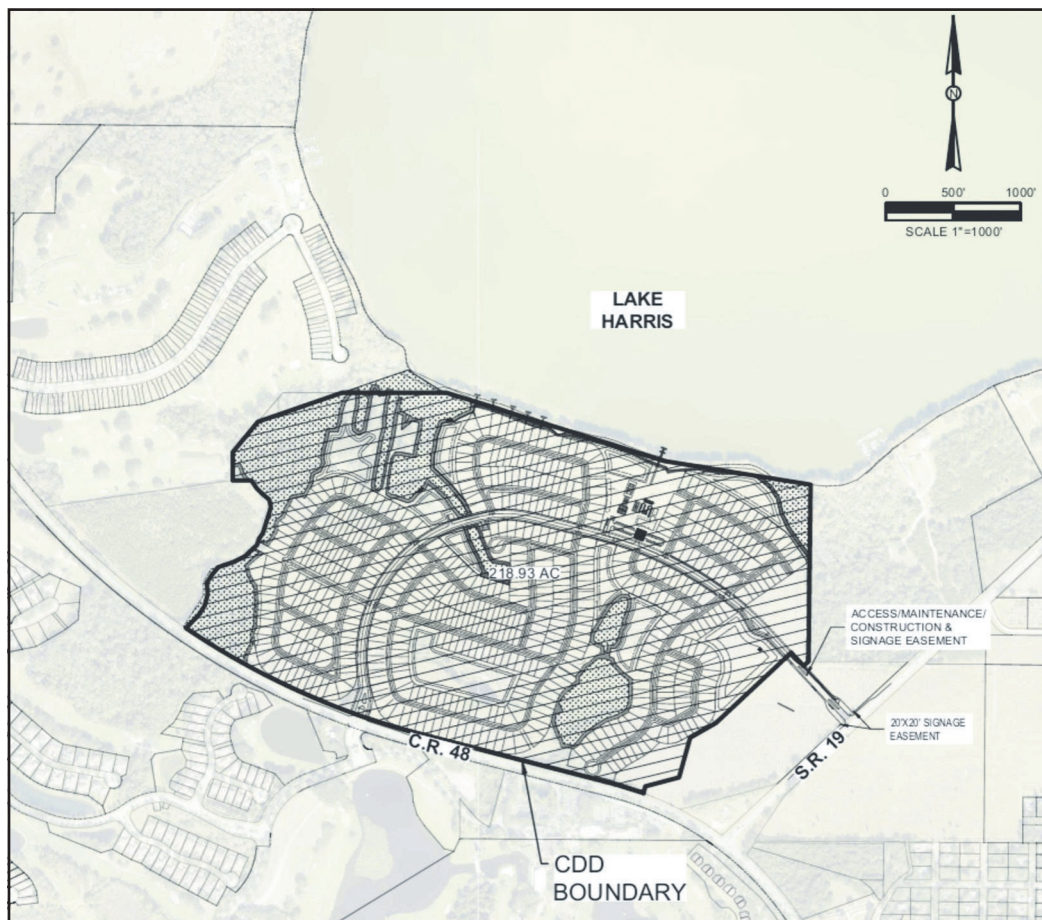 N
0 500' 1000'
SCALE 1"=1000'
LAKE
HARRIS
218.93 AC
ACCESS/MAINTENANCE/
CONSTRUCTION &
SIGNAGE EASEMENT
20'X20' SIGNAGE
EASEMENT
C.R. 48
S.R. 19
CDD
BOUNDARY